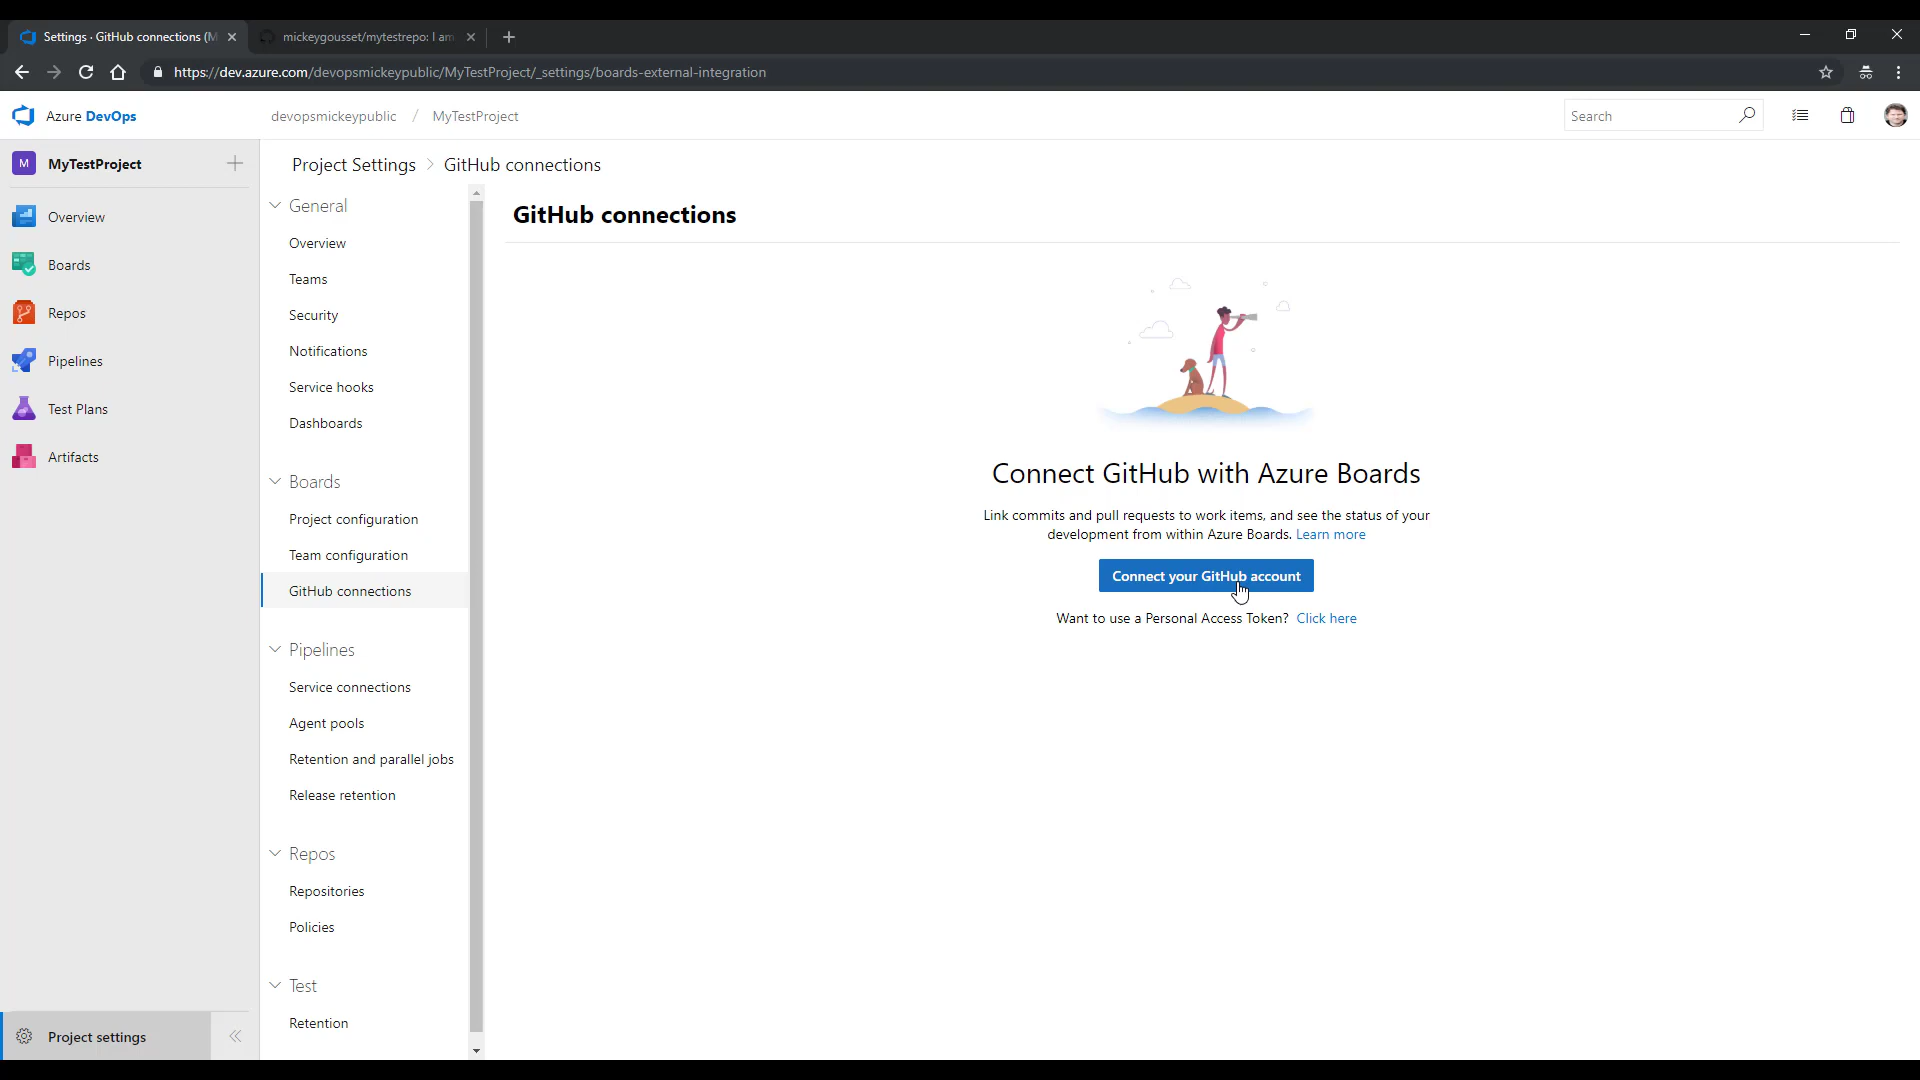 Settings · GitHub connections (M
mickeygousset/mytestrepo: I am
https://dev.azure.com/devopsmickeypublic/MyTestProject/_settings/boards-external-integration
Azure DevOps
devopsmickeypublic / MyTestProject
Search
M MyTestProject
Overview
Boards
Repos
Pipelines
Test Plans
Artifacts
Project settings
Project Settings > GitHub connections
General
Overview
Teams
Security
Notifications
Service hooks
Dashboards
Boards
Project configuration
Team configuration
GitHub connections
Pipelines
Service connections
Agent pools
Retention and parallel jobs
Release retention
Repos
Repositories
Policies
Test
Retention
GitHub connections
Connect GitHub with Azure Boards
Link commits and pull requests to work items, and see the status of your
development from within Azure Boards. Learn more
Connect your GitHub account
Want to use a Personal Access Token? Click here